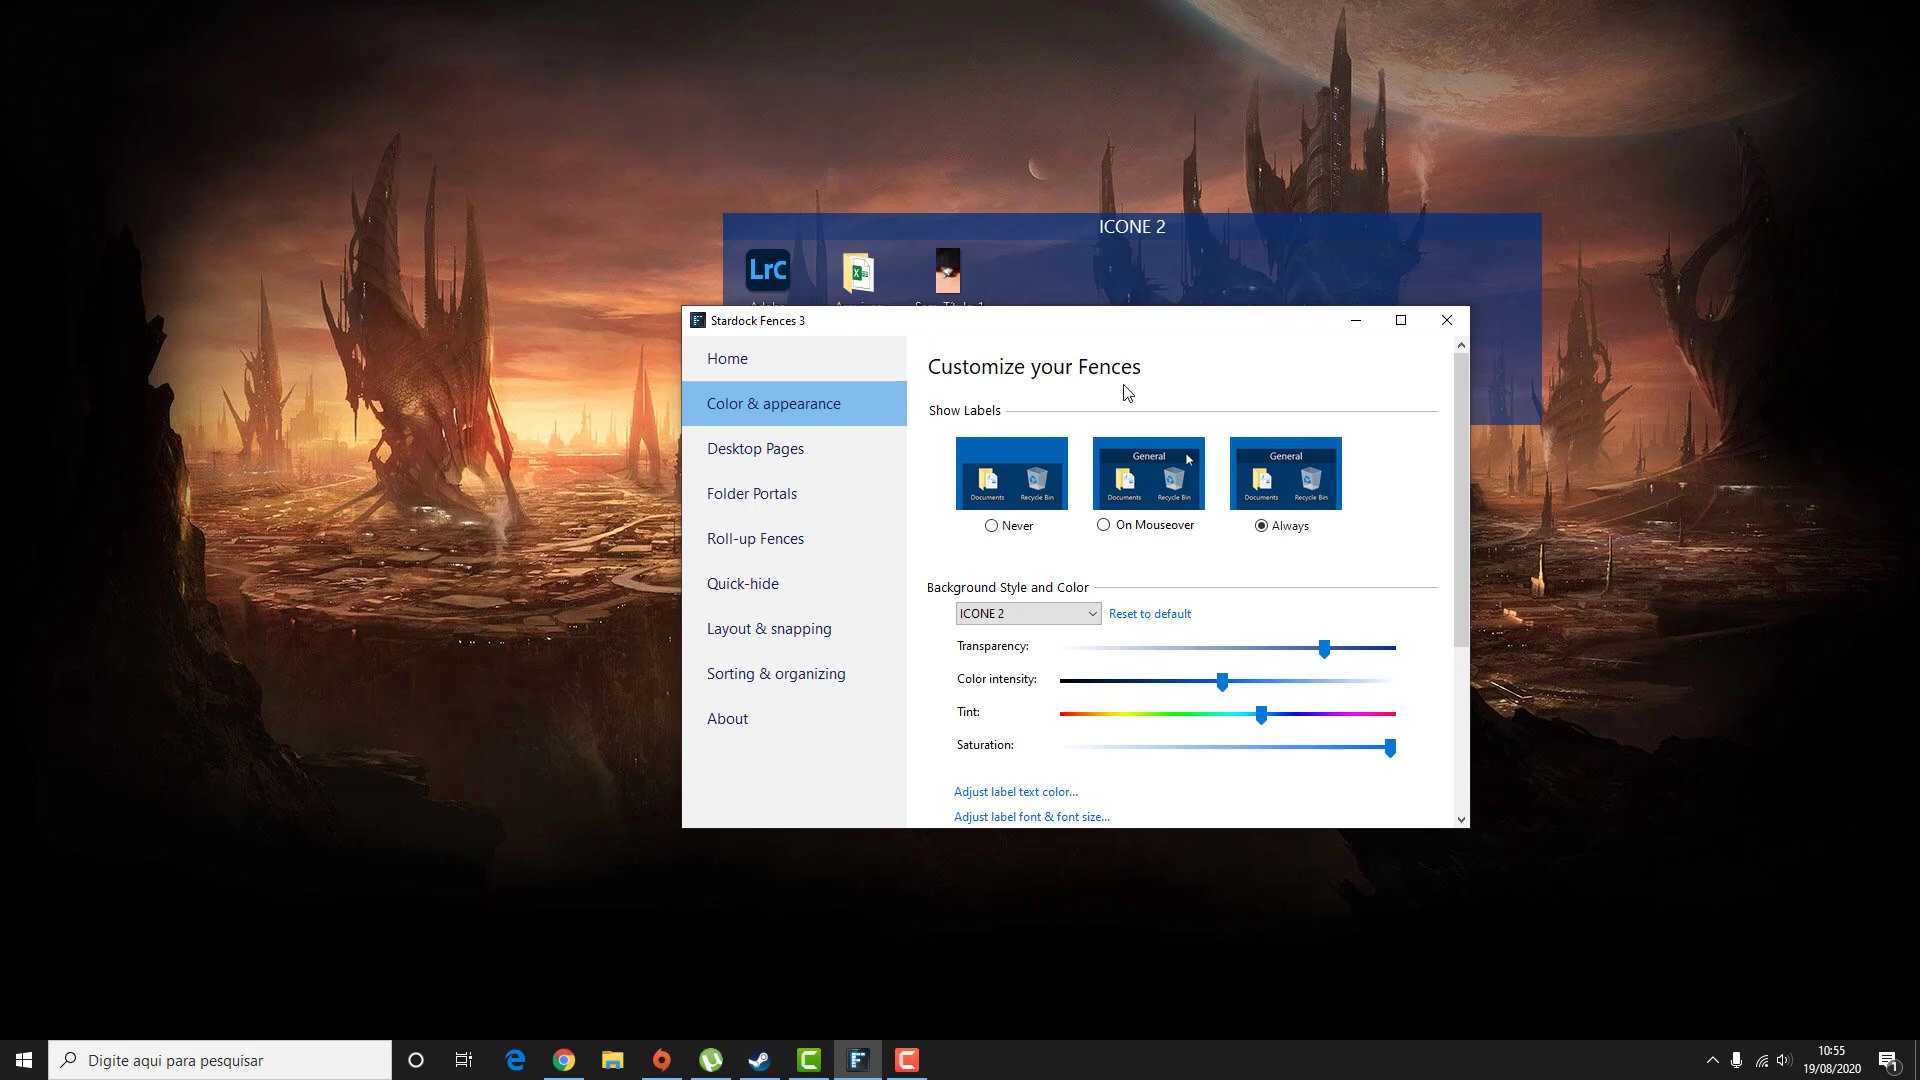 ICONE 2
LrC
Stardock Fences 3
Home
Color & appearance
Desktop Pages
Folder Portals
Roll-up Fences
Quick-hide
Layout & snapping
Sorting & organizing
About
Customize your Fences
Show Labels
Documents Recycle Bin
General
Documents Recycle Bin
General
Documents Recycle Bin
Never
On Mouseover
Always
Background Style and Color
ICONE 2
Reset to default
Transparency:
Color intensity:
Tint:
Saturation:
Adjust label text color...
Adjust label font & font size...
Digite aqui para pesquisar
10:55
19/08/2020
1